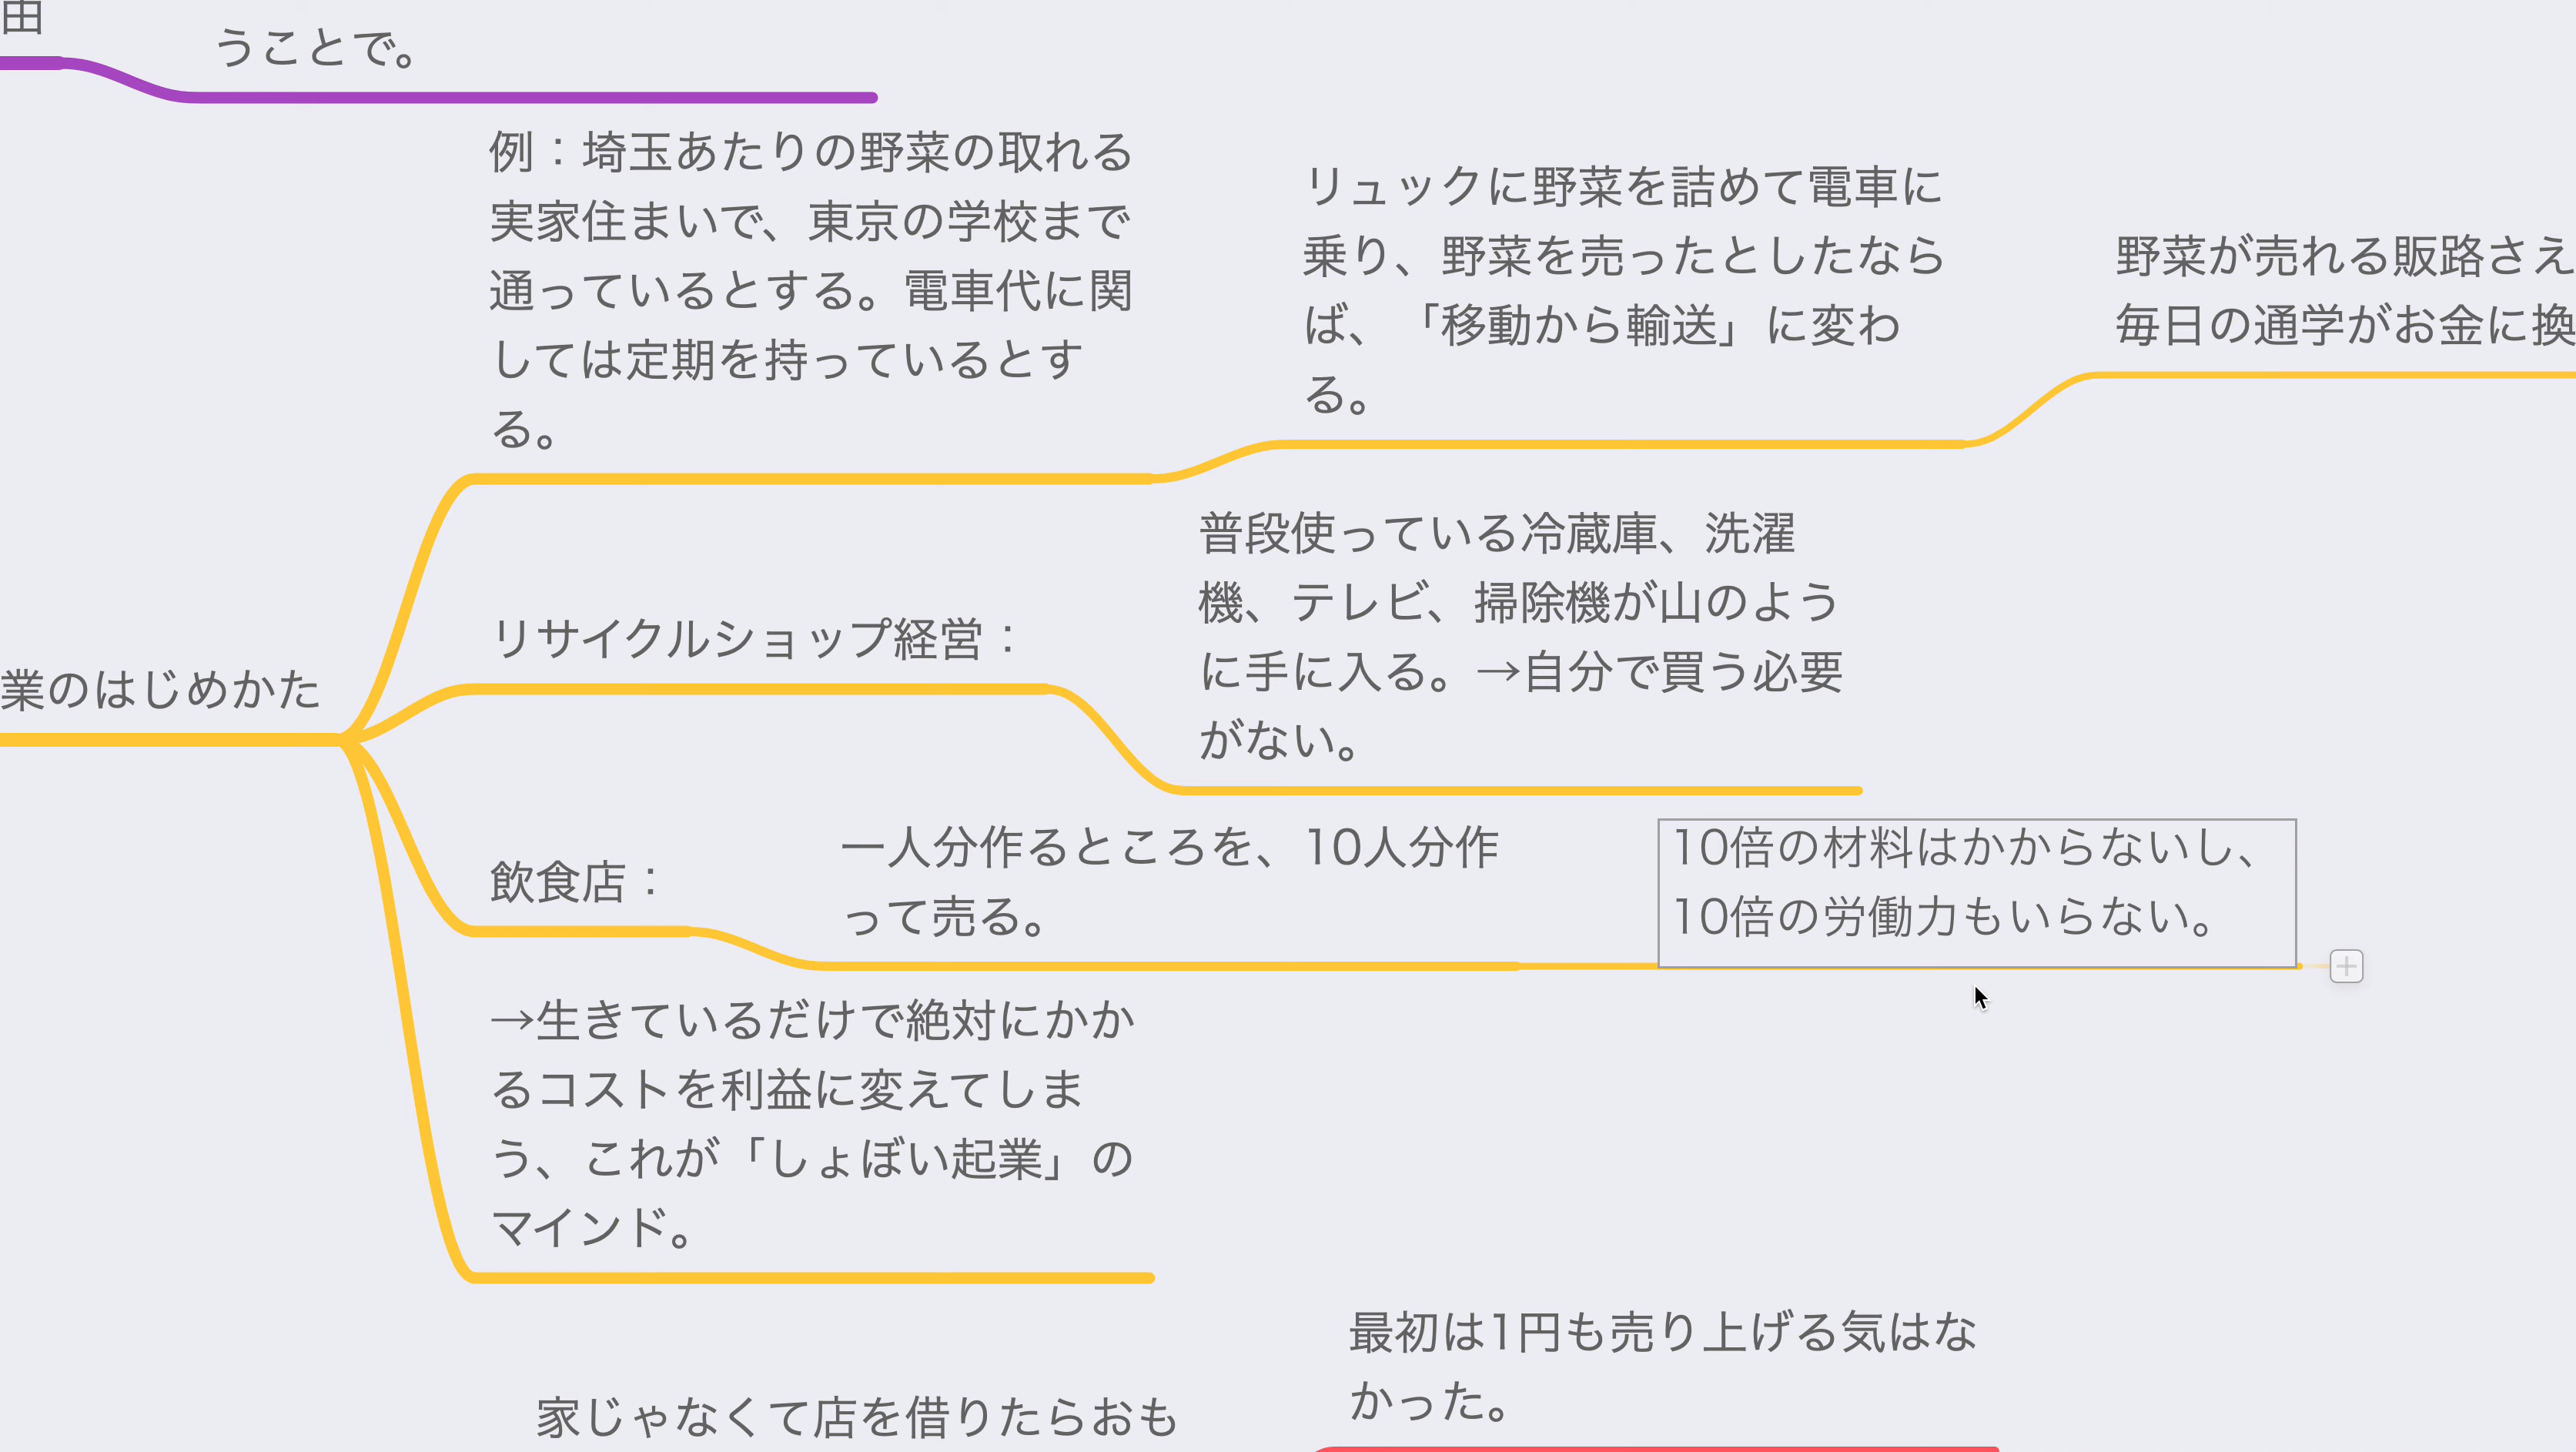 由
うことで。
例：埼玉あたりの野菜の取れる
実家住まいで、東京の学校まで
通っているとする。電車代に関
しては定期を持っているとす
る。
リュックに野菜を詰めて電車に
乗り、野菜を売ったとしたなら
ば、「移動から輸送」に変わ
る。
野菜が売れる販路さえ
毎日の通学がお金に換
業のはじめかた
リサイクルショップ経営：
普段使っている冷蔵庫、洗濯
機、テレビ、掃除機が山のよう
に手に入る。→自分で買う必要
がない。
飲食店：
一人分作るところを、10人分作
って売る。
10倍の材料はかからないし、
10倍の労働力もいらない。
→生きているだけで絶対にかか
るコストを利益に変えてしま
う、これが「しょぼい起業」の
マインド。
家じゃなくて店を借りたらおも
最初は1円も売り上げる気はな
かった。